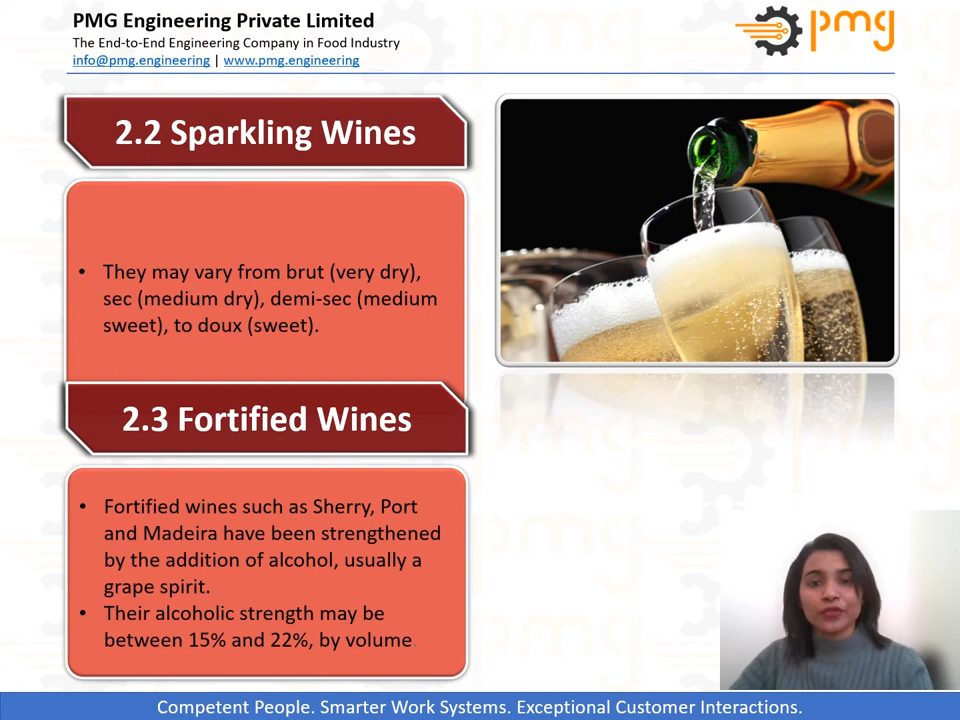 PMG Engineering Private Limited
The End-to-End Engineering Company in Food Industry
info@pmg.engineering | www.pmg.engineering
pmg
2.2 Sparkling Wines
• They may vary from brut (very dry),
sec (medium dry), demi-sec (medium
sweet), to doux (sweet).
2.3 Fortified Wines
• Fortified wines such as Sherry, Port
and Madeira have been strengthened
by the addition of alcohol, usually a
grape spirit.
• Their alcoholic strength may be
between 15% and 22%, by volume.
Competent People. Smarter Work Systems. Exceptional Customer Interactions.